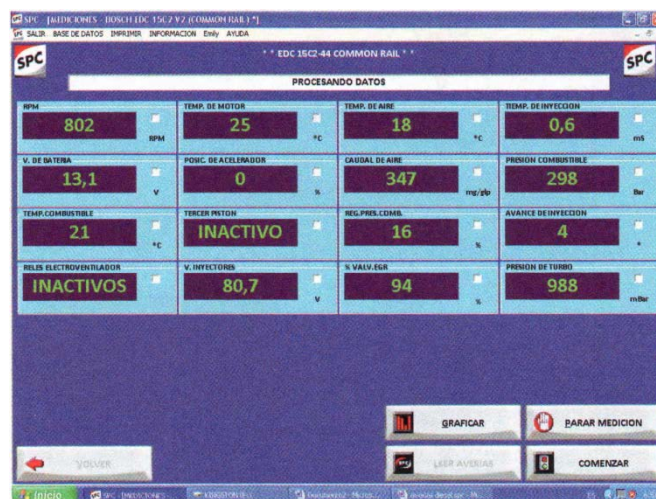 SPC - [MEDICIONES - BOSCH EDC 15C2 V2 (COMMON RAIL) *]
SALIR BASE DE DATOS IMPRIMIR INFORMACION Emily AYUDA
SPC
* * EDC 15C2-44 COMMON RAIL * *
SPC
PROCESANDO DATOS
RPM
802
RPM
TEMP. DE MOTOR
25
°C
TEMP. DE AIRE
18
°C
TIEMP. DE INYECCION
0,6
mS
V. DE BATERIA
13,1
V
POSIC. DE ACELERADOR
0
%
CAUDAL DE AIRE
347
mg/glp
PRESION COMBUSTIBLE
298
Bar
TEMP.COMBUSTIBLE
21
°C
TERCER PISTON
INACTIVO
REG.PRES.COMB.
16
%
AVANCE DE INYECCION
4
°
RELES ELECTROVENTILADOR
INACTIVOS
V. INYECTORES
80,7
V
% VALV.EGR
94
%
PRESION DE TURBO
988
mBar
GRAFICAR
PARAR MEDICION
VOLVER
LEER AVERIAS
COMENZAR
Inicio
SPC - [MEDICIONES -
KINGSTON (F:)
Documento2 - Micros...